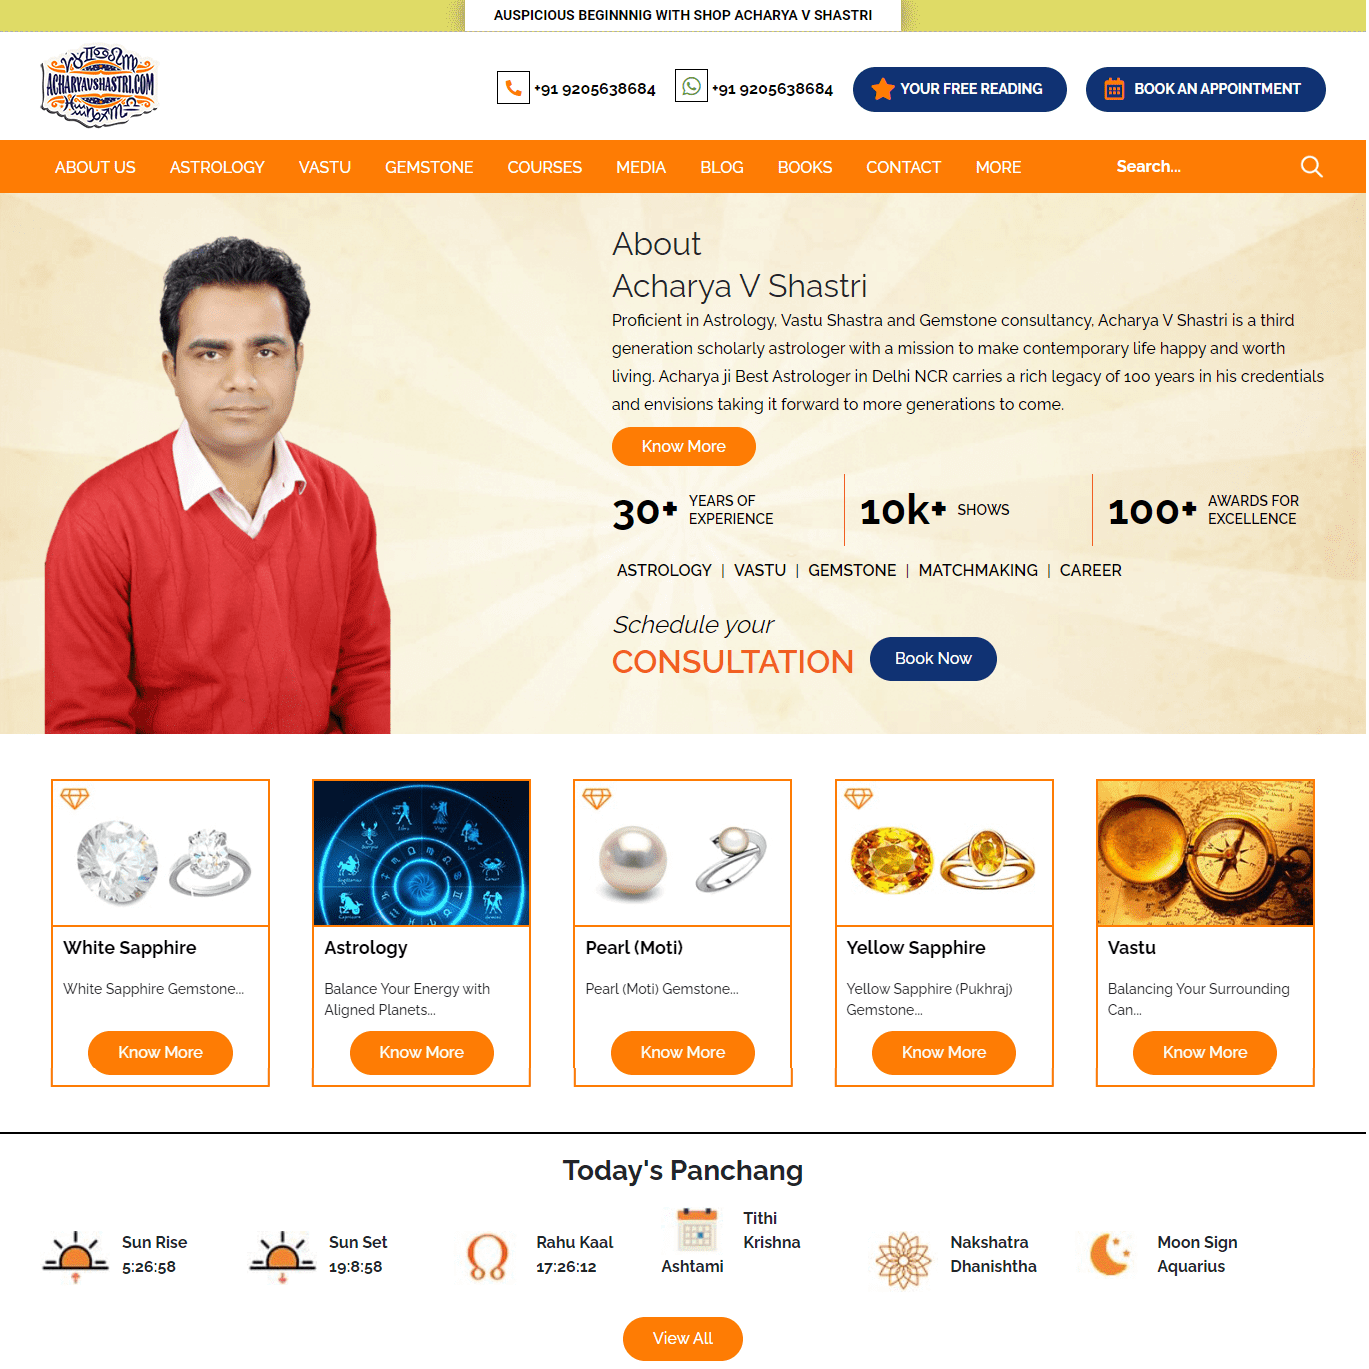 AUSPICIOUS BEGINNNIG WITH SHOP ACHARYA V SHASTRI
ACHARYAVSHASTRI.COM
+91 9205638684
+91 9205638684
YOUR FREE READING
BOOK AN APPOINTMENT
ABOUT US
ASTROLOGY
VASTU
GEMSTONE
COURSES
MEDIA
BLOG
BOOKS
CONTACT
MORE
Search...
About
Acharya V Shastri
Proficient in Astrology, Vastu Shastra and Gemstone consultancy, Acharya V Shastri is a third
generation scholarly astrologer with a mission to make contemporary life happy and worth
living. Acharya ji Best Astrologer in Delhi NCR carries a rich legacy of 100 years in his credentials
and envisions taking it forward to more generations to come.
Know More
30+ YEARS OF
EXPERIENCE
10k+ SHOWS
100+ AWARDS FOR
EXCELLENCE
ASTROLOGY | VASTU | GEMSTONE | MATCHMAKING | CAREER
Schedule your
CONSULTATION
Book Now
White Sapphire
White Sapphire Gemstone...
Know More
Astrology
Balance Your Energy with
Aligned Planets...
Know More
Pearl (Moti)
Pearl (Moti) Gemstone...
Know More
Yellow Sapphire
Yellow Sapphire (Pukhraj)
Gemstone...
Know More
Vastu
Balancing Your Surrounding
Can...
Know More
Today's Panchang
Sun Rise
5:26:58
Sun Set
19:8:58
Rahu Kaal
17:26:12
Tithi
Krishna
Ashtami
Nakshatra
Dhanishtha
Moon Sign
Aquarius
View All